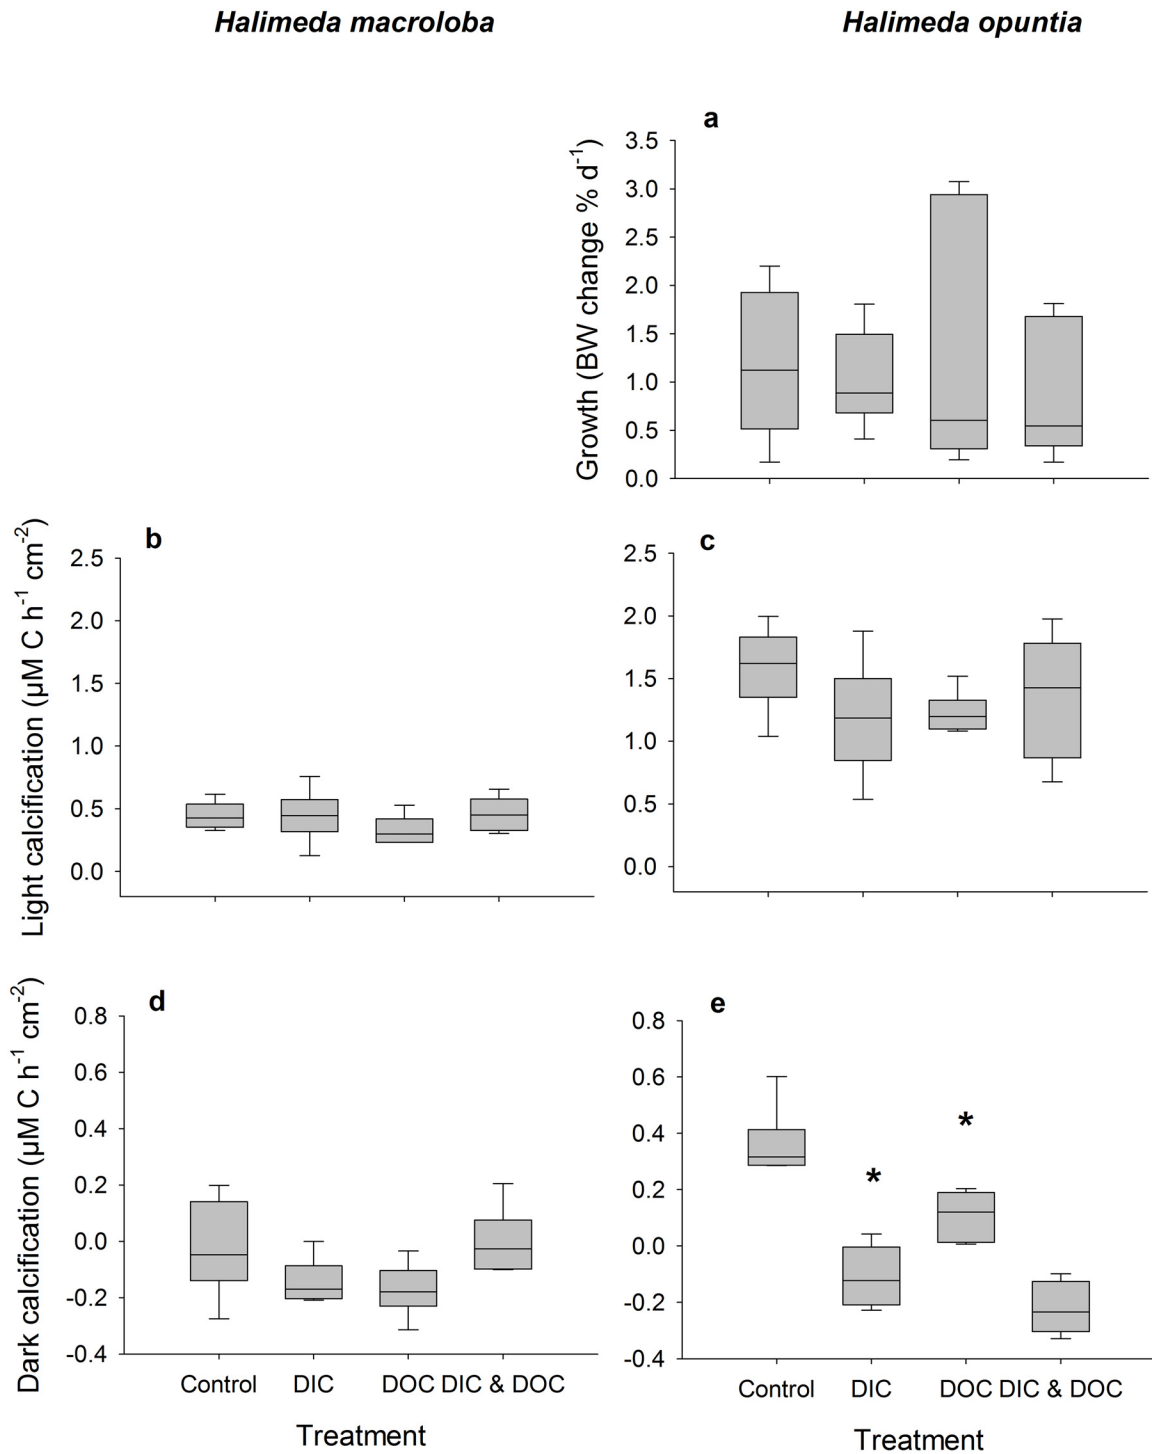 Halimeda macroloba
Halimeda opuntia
a
Growth (BW change % d-1)
3.5
3.0
2.5
2.0
1.5
1.0
0.5
0.0
b
Light calcification (µM C h-1 cm-2)
2.5
2.0
1.5
1.0
0.5
0.0
c
2.5
2.0
1.5
1.0
0.5
0.0
d
Dark calcification (µM C h-1 cm-2)
0.8
0.6
0.4
0.2
0.0
-0.2
-0.4
Control DIC DOC DIC & DOC
Treatment
e
0.8
0.6
0.4
0.2
0.0
-0.2
-0.4
*
*
Control DIC DOC DIC & DOC
Treatment